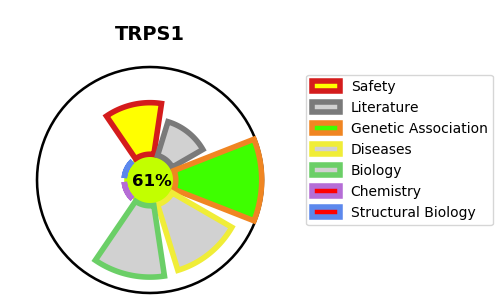 TRPS1
61%
Safety
Literature
Genetic Association
Diseases
Biology
Chemistry
Structural Biology